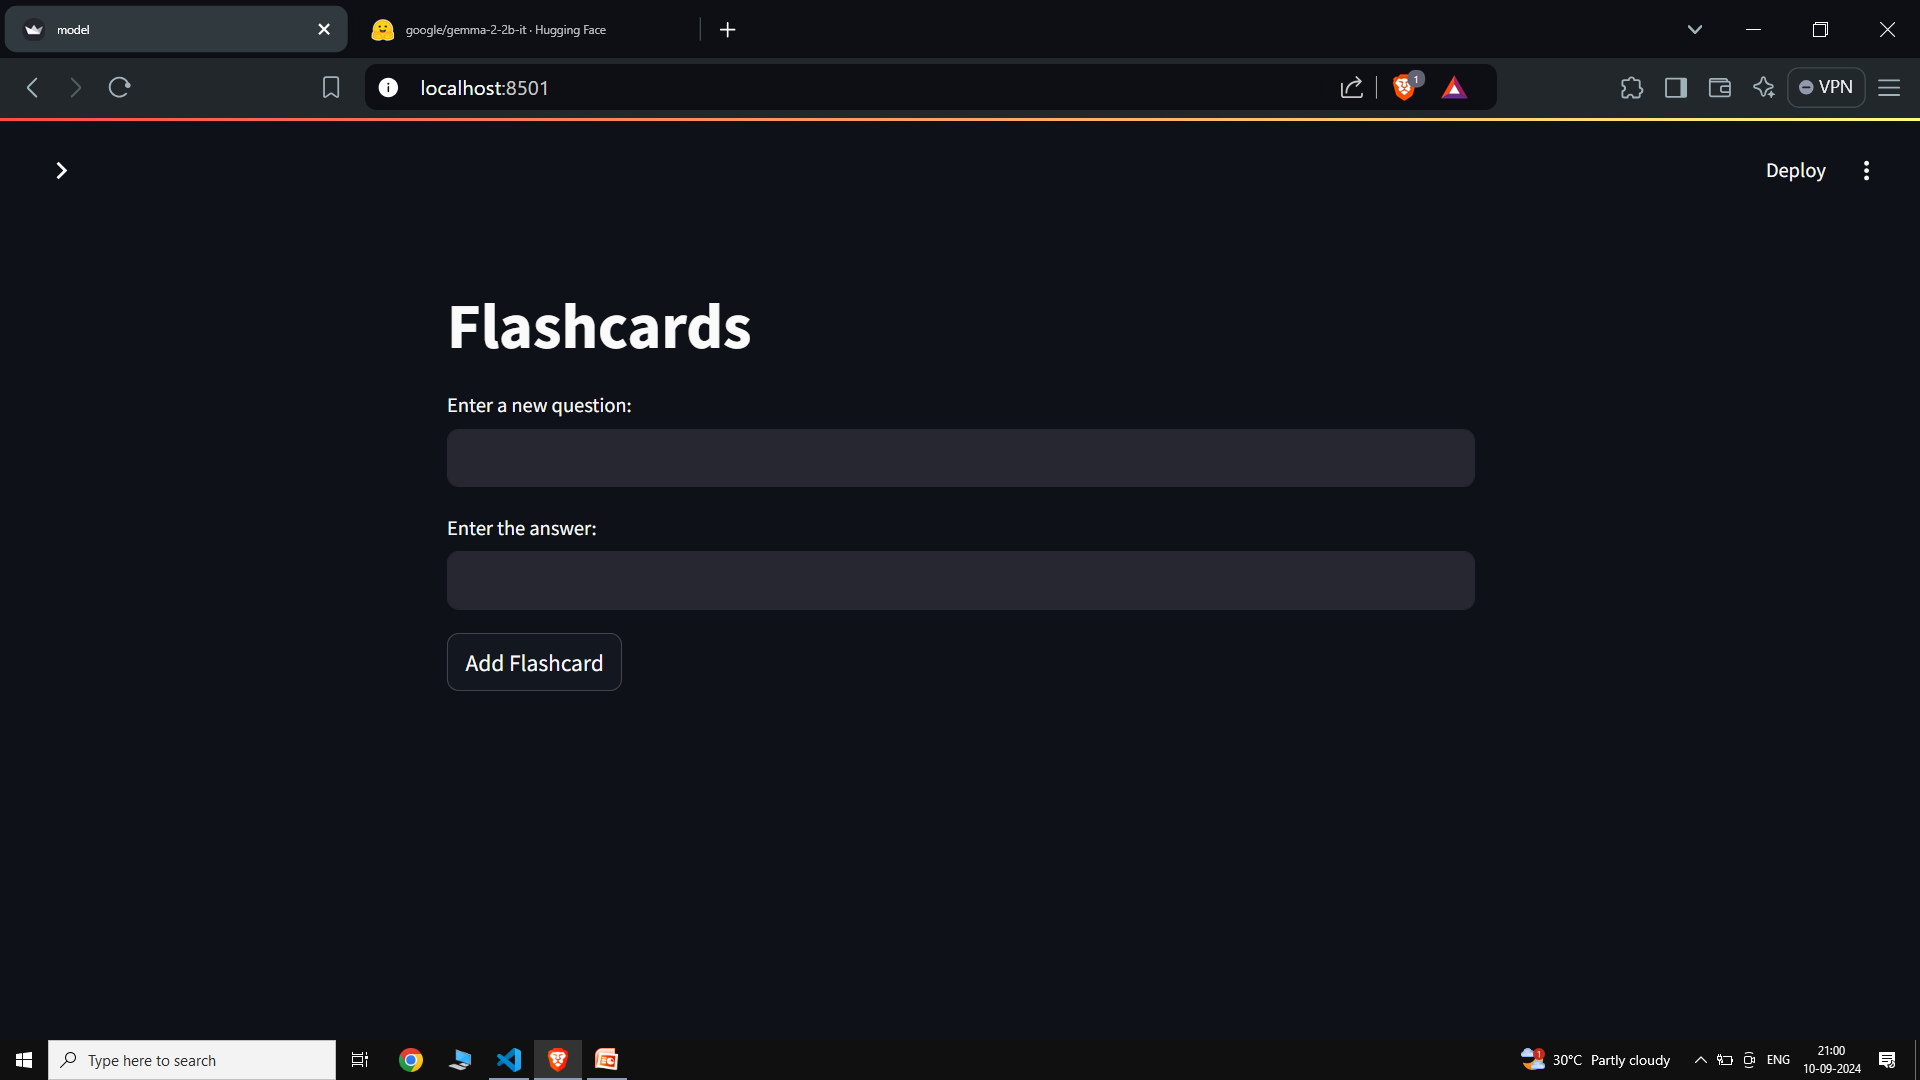 model
google/gemma-2-2b-it · Hugging Face
localhost:8501
1
VPN
Deploy
Flashcards
Enter a new question:
Enter the answer:
Add Flashcard
Type here to search
1
30°C Partly cloudy
ENG
21:00
10-09-2024